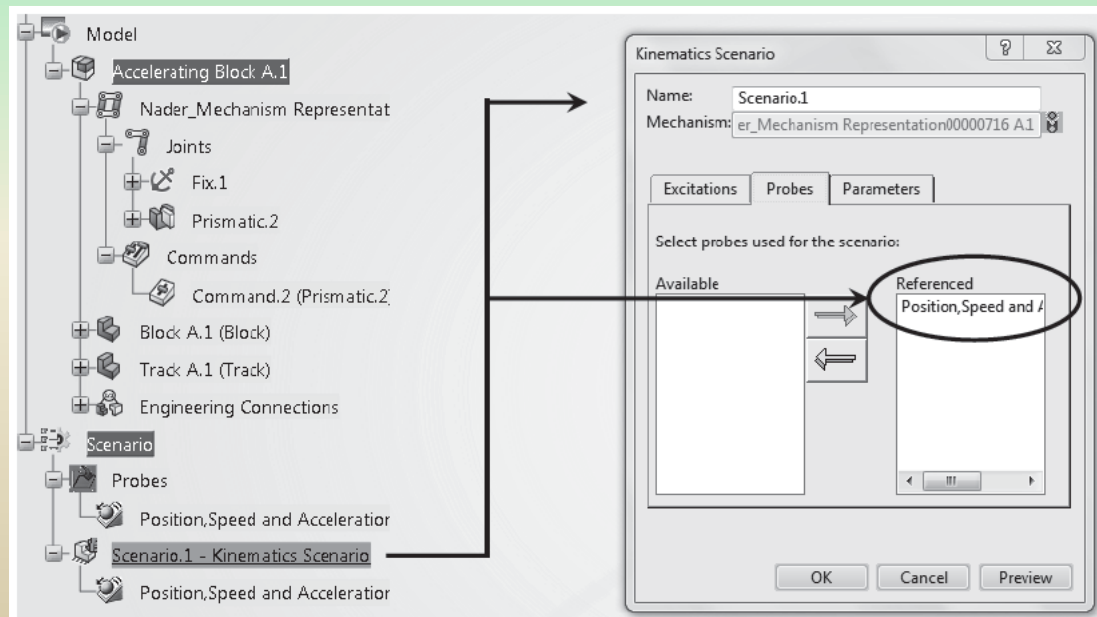 Model
Accelerating Block A.1
Nader_Mechanism Representat
Joints
Fix.1
Prismatic.2
Commands
Command.2 (Prismatic.2)
Block A.1 (Block)
Track A.1 (Track)
Engineering Connections
Scenario
Probes
Position,Speed and Acceleration
Scenario.1 - Kinematics Scenario
Position,Speed and Acceleration
Kinematics Scenario
Name: Scenario.1
Mechanism: er_Mechanism Representation00000716 A.1
Excitations Probes Parameters
Select probes used for the scenario:
Available Referenced
Position,Speed and A
OK Cancel Preview